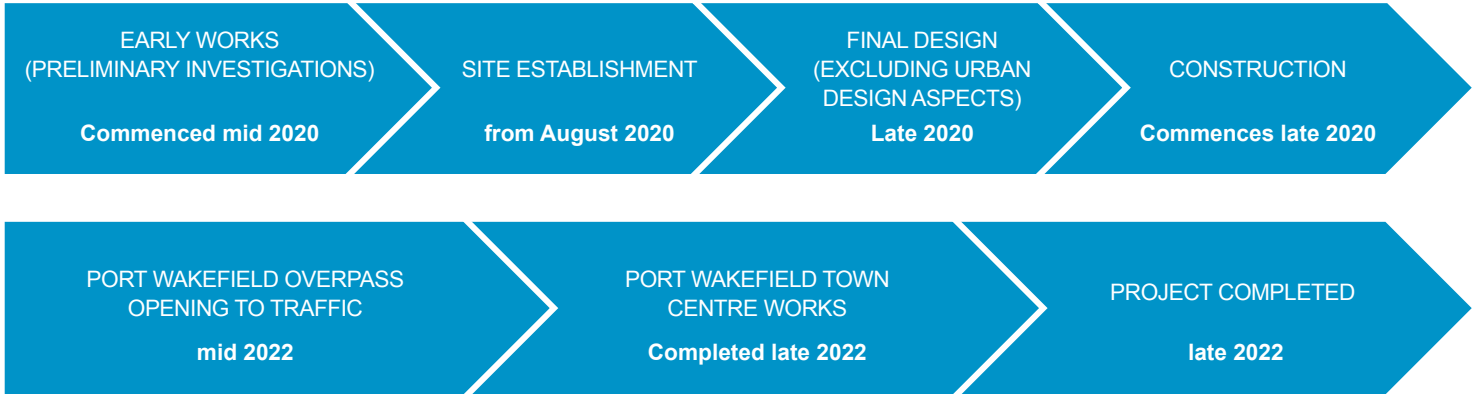 EARLY WORKS
(PRELIMINARY INVESTIGATIONS)
Commenced mid 2020
SITE ESTABLISHMENT
from August 2020
FINAL DESIGN
(EXCLUDING URBAN
DESIGN ASPECTS)
Late 2020
CONSTRUCTION
Commences late 2020
PORT WAKEFIELD OVERPASS
OPENING TO TRAFFIC
mid 2022
PORT WAKEFIELD TOWN
CENTRE WORKS
Completed late 2022
PROJECT COMPLETED
late 2022